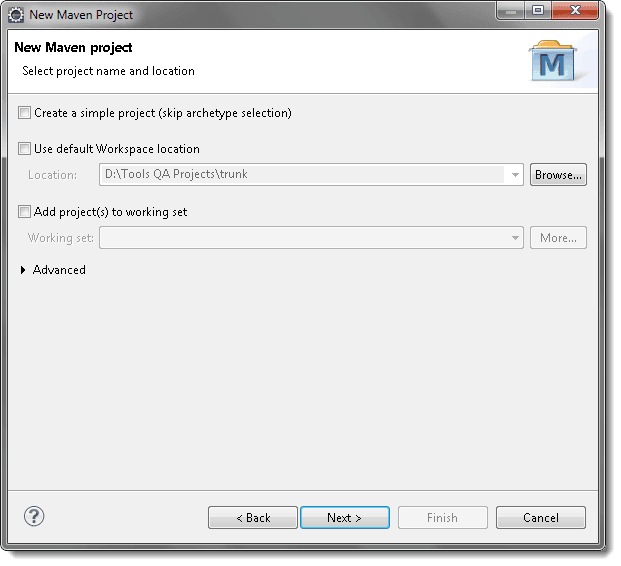 New Maven Project
New Maven project
Select project name and location
M
Create a simple project (skip archetype selection)
Use default Workspace location
Location: D:\Tools QA Projects\trunk Browse...
Add project(s) to working set
Working set: More...
Advanced
? < Back Next > Finish Cancel